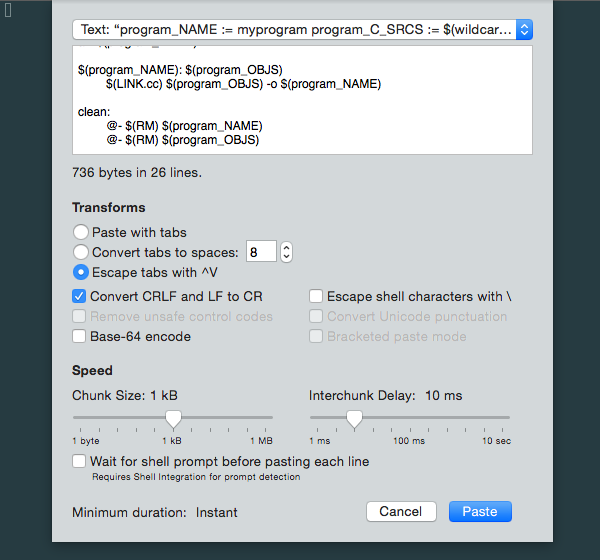 Text: “program_NAME := myprogram program_C_SRCS := $(wildcar...
$(program_NAME): $(program_OBJS)
$(LINK.cc) $(program_OBJS) -o $(program_NAME)
clean:
@- $(RM) $(program_NAME)
@- $(RM) $(program_OBJS)
736 bytes in 26 lines.
Transforms
Paste with tabs
Convert tabs to spaces: 8
Escape tabs with ^V
Convert CRLF and LF to CR Escape shell characters with \
Remove unsafe control codes Convert Unicode punctuation
Base-64 encode Bracketed paste mode
Speed
Chunk Size: 1 kB Interchunk Delay: 10 ms
1 byte 1 kB 1 MB 1 ms 100 ms 10 sec
Wait for shell prompt before pasting each line
Requires Shell Integration for prompt detection
Minimum duration: Instant Cancel Paste